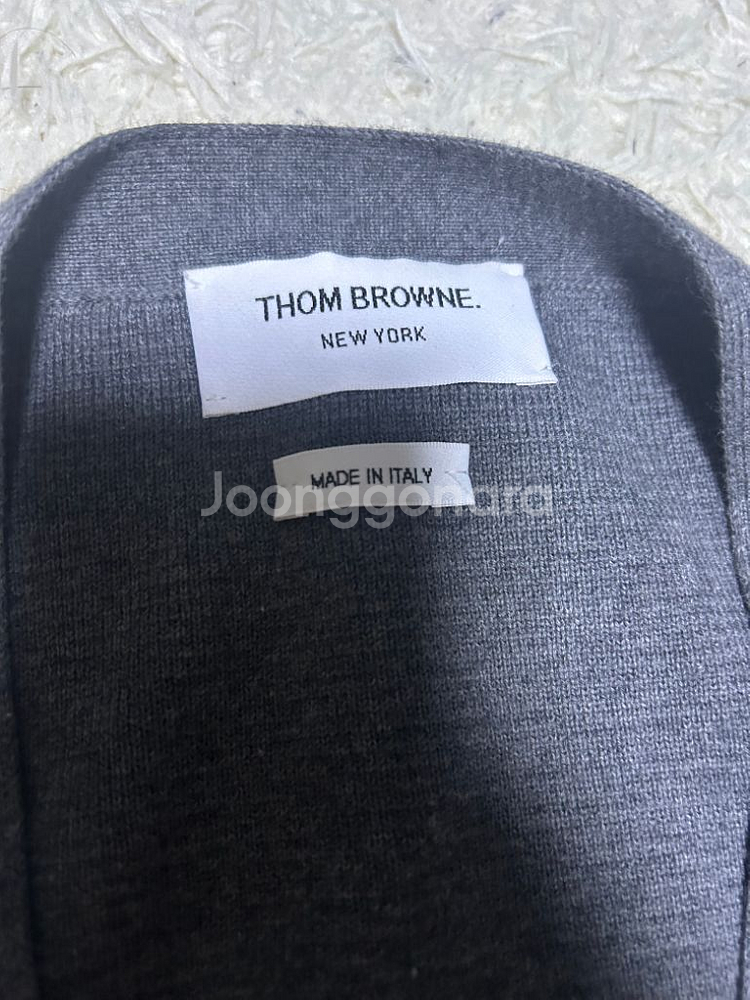 THOM BROWNE.
NEW YORK
MADE IN ITALY
Joonggonara